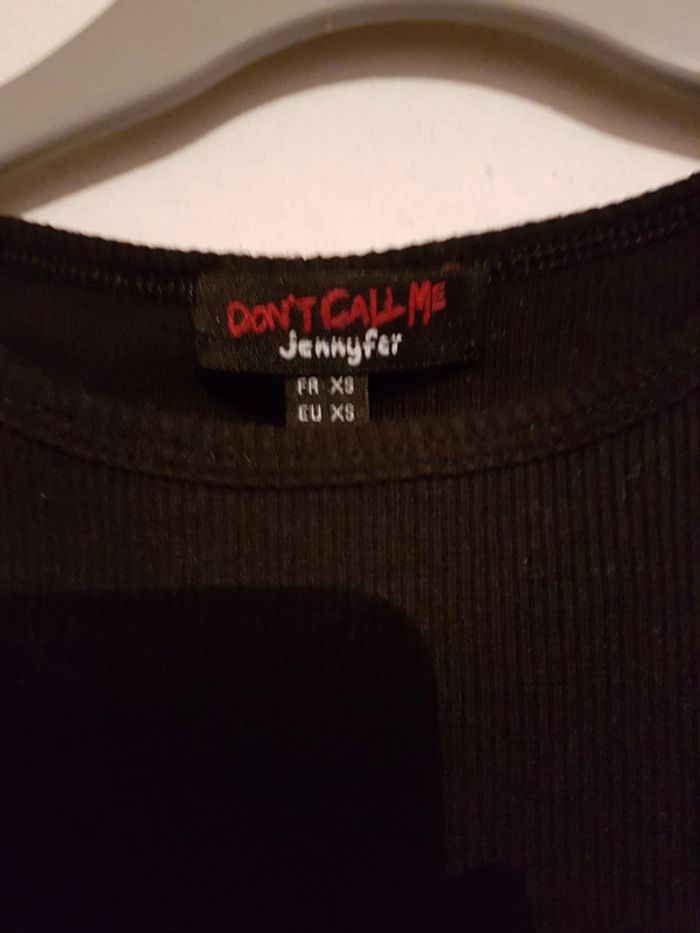 DON'T CALL ME
Jennyfer
FR XS
EU XS